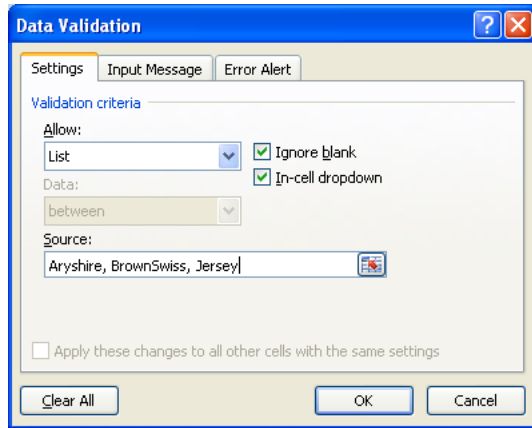 Data Validation
Settings Input Message Error Alert
Validation criteria
Allow:
List
Ignore blank
Data:
In-cell dropdown
between
Source:
Aryshire, BrownSwiss, Jersey
Apply these changes to all other cells with the same settings
Clear All OK Cancel